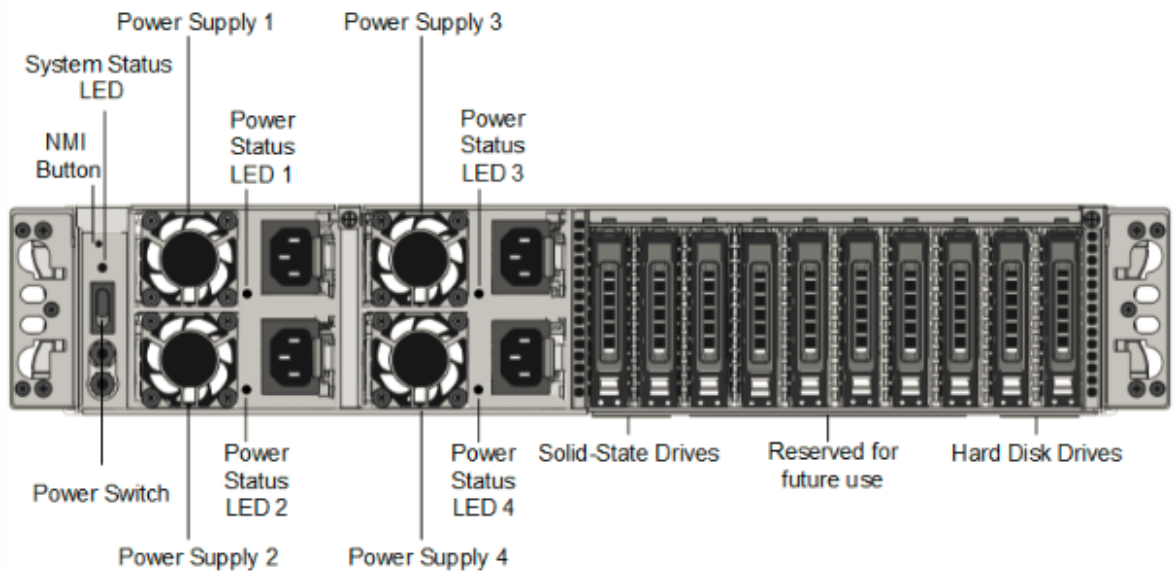 Power Supply 1
Power Supply 3
System Status
LED
Power
Status
LED 1
Power
Status
LED 3
NMI
Button
Power Switch
Power
Status
LED 2
Power
Status
LED 4
Solid-State Drives
Reserved for
future use
Hard Disk Drives
Power Supply 2
Power Supply 4